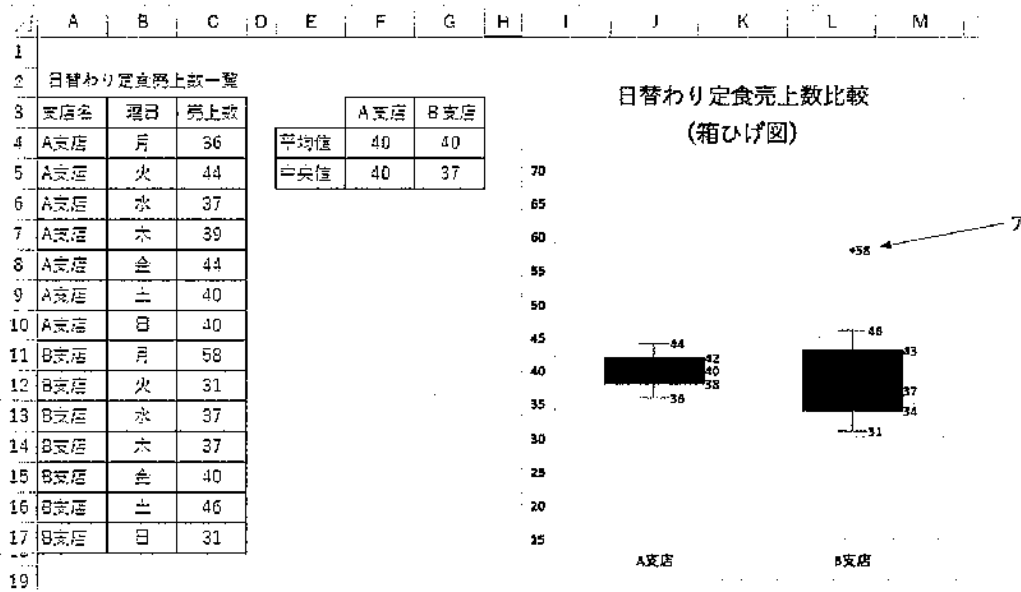 A B C D E F G H I J K L M
1
2 日替わり定食売上数一覧
3 支店名 曜日 売上数 A支店 B支店
4 A支店 月 36 平均値 40 40
5 A支店 火 44 中央値 40 37
6 A支店 水 37
7 A支店 木 39
8 A支店 金 44
9 A支店 土 40
10 A支店 日 40
11 B支店 月 58
12 B支店 火 31
13 B支店 水 37
14 B支店 木 37
15 B支店 金 40
16 B支店 土 46
17 B支店 日 31
19
日替わり定食売上数比較
(箱ひげ図)
70
65
60
55
50
45
40
35
30
25
20
15
44
42
40
38
36
58
ア
46
43
37
34
31
A支店 B支店